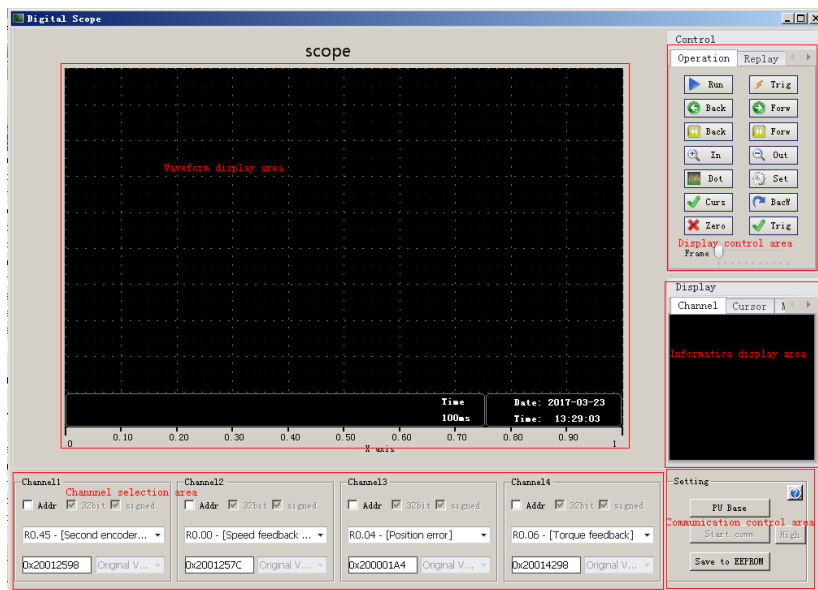 Digital Scope
scope
Control
Operation Replay
Run Trig
Back Forw
Back Forw
In Out
Dot Set
Curs BacW
Zero Trig
Display control area
Frame
Waveform display area
Display
Channel Cursor
Informatica display area
Time
100ms
Date: 2017-03-23
Time: 13:29:03
0 0.10 0.20 0.30 0.40 0.50 0.60 0.70 0.80 0.90 1
X axis
Channel1 Channel2 Channel3 Channel4
Channnel selection area
Addr 32bit signed Addr 32bit signed Addr 32bit signed Addr 32bit signed
R0.45 - [Second encoder... R0.00 - [Speed feedback ... R0.04 - [Position error] R0.06 - [Torque feedback]
0x20012598 Original V... 0x2001257C Original V... 0x200001A4 Original V... 0x20014298 Original V...
Setting
PU Base
Communication control area
Start comm High
Save to EEPROM